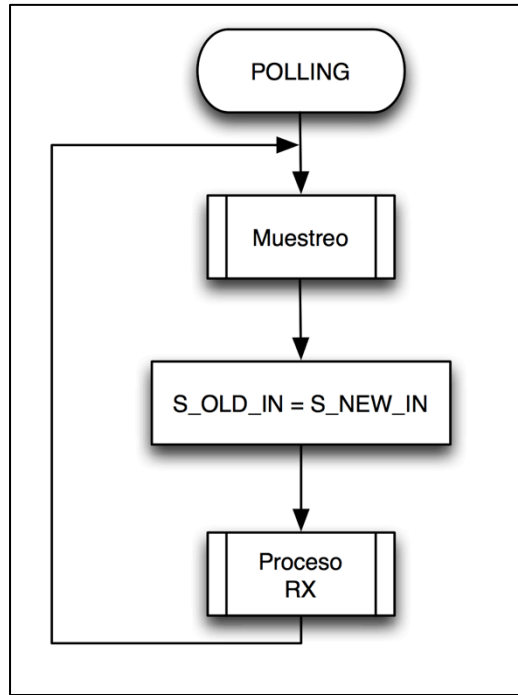 POLLING
Muestreo
S_OLD_IN = S_NEW_IN
Proceso
RX